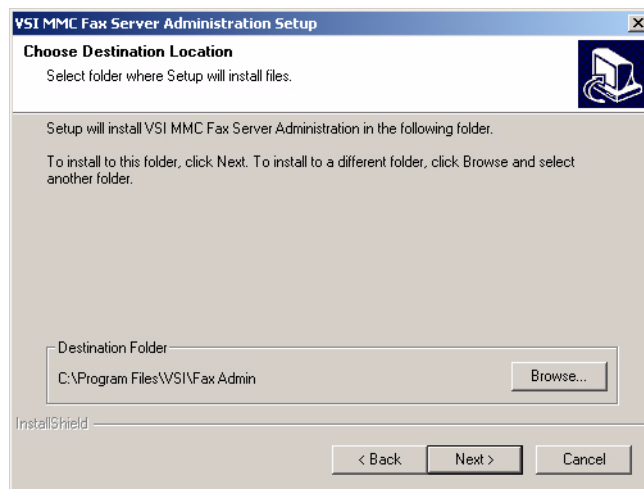 VSI MMC Fax Server Administration Setup
Choose Destination Location
Select folder where Setup will install files.
Setup will install VSI MMC Fax Server Administration in the following folder.
To install to this folder, click Next. To install to a different folder, click Browse and select
another folder.
Destination Folder
C:\Program Files\VSI\Fax Admin
Browse...
InstallShield
< Back
Next >
Cancel